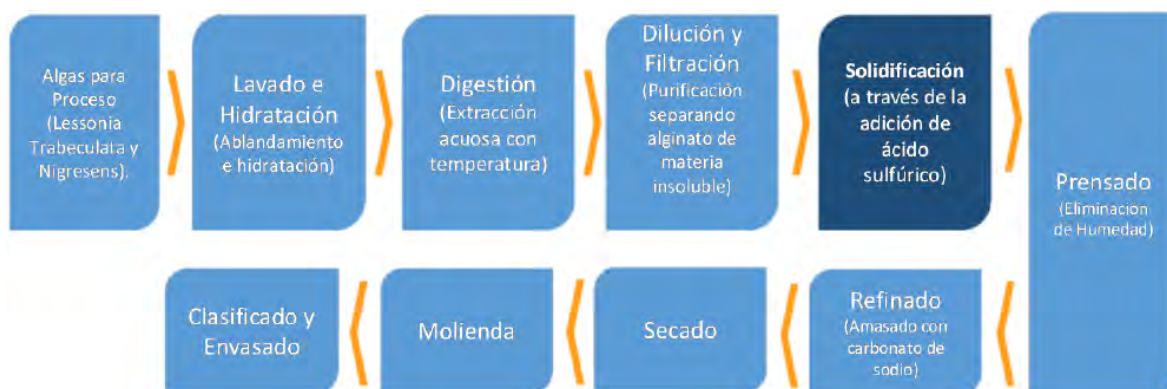 Algas para
Proceso
(Lessonia
Trabeculata y
Nigresens).
Lavado e
Hidratación
(Ablandamiento
e hidratación)
Digestión
(Extracción
acuosa con
temperatura)
Dilución y
Filtración
(Purificación
separando
alginato de
materia
insoluble)
Solidificación
(a través de la
adición de
ácido
sulfúrico)
Prensado
(Eliminación
de Humedad)
Refinado
(Amasado con
carbonato de
sodio)
Secado
Molienda
Clasificado y
Envasado